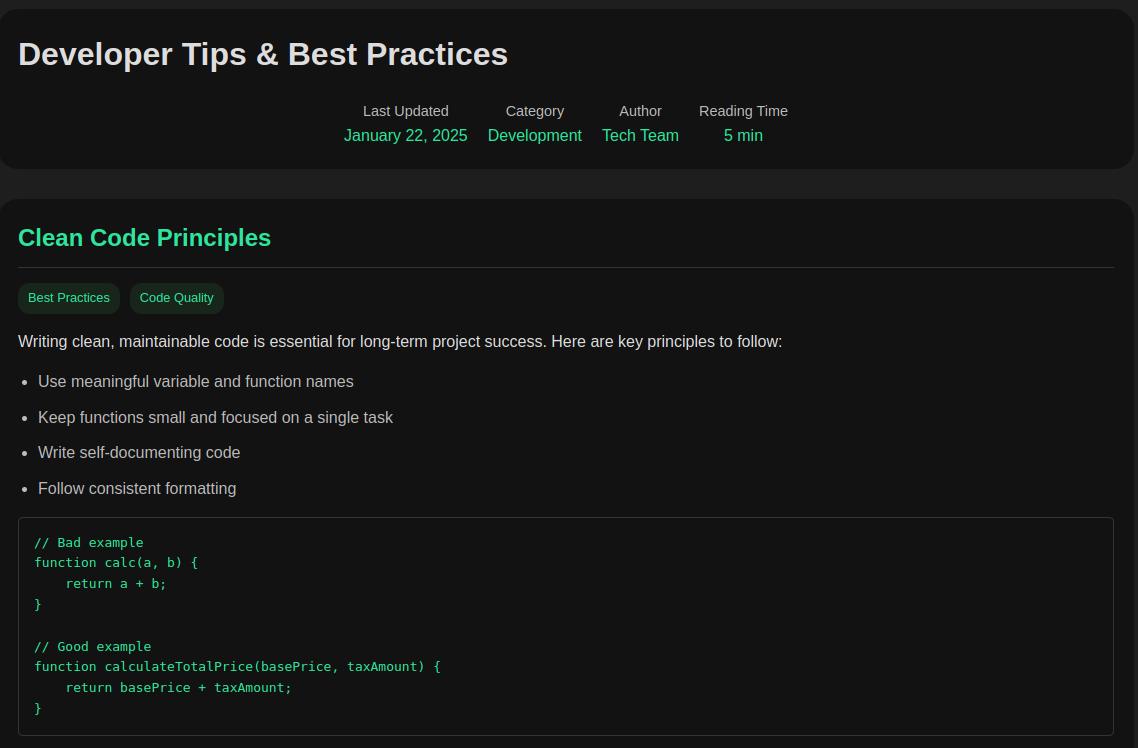 Developer Tips & Best Practices
Last Updated Category Author Reading Time
January 22, 2025 Development Tech Team 5 min
Clean Code Principles
Best Practices Code Quality
Writing clean, maintainable code is essential for long-term project success. Here are key principles to follow:
• Use meaningful variable and function names
• Keep functions small and focused on a single task
• Write self-documenting code
• Follow consistent formatting
// Bad example
function calc(a, b) {
    return a + b;
}
// Good example
function calculateTotalPrice(basePrice, taxAmount) {
    return basePrice + taxAmount;
}